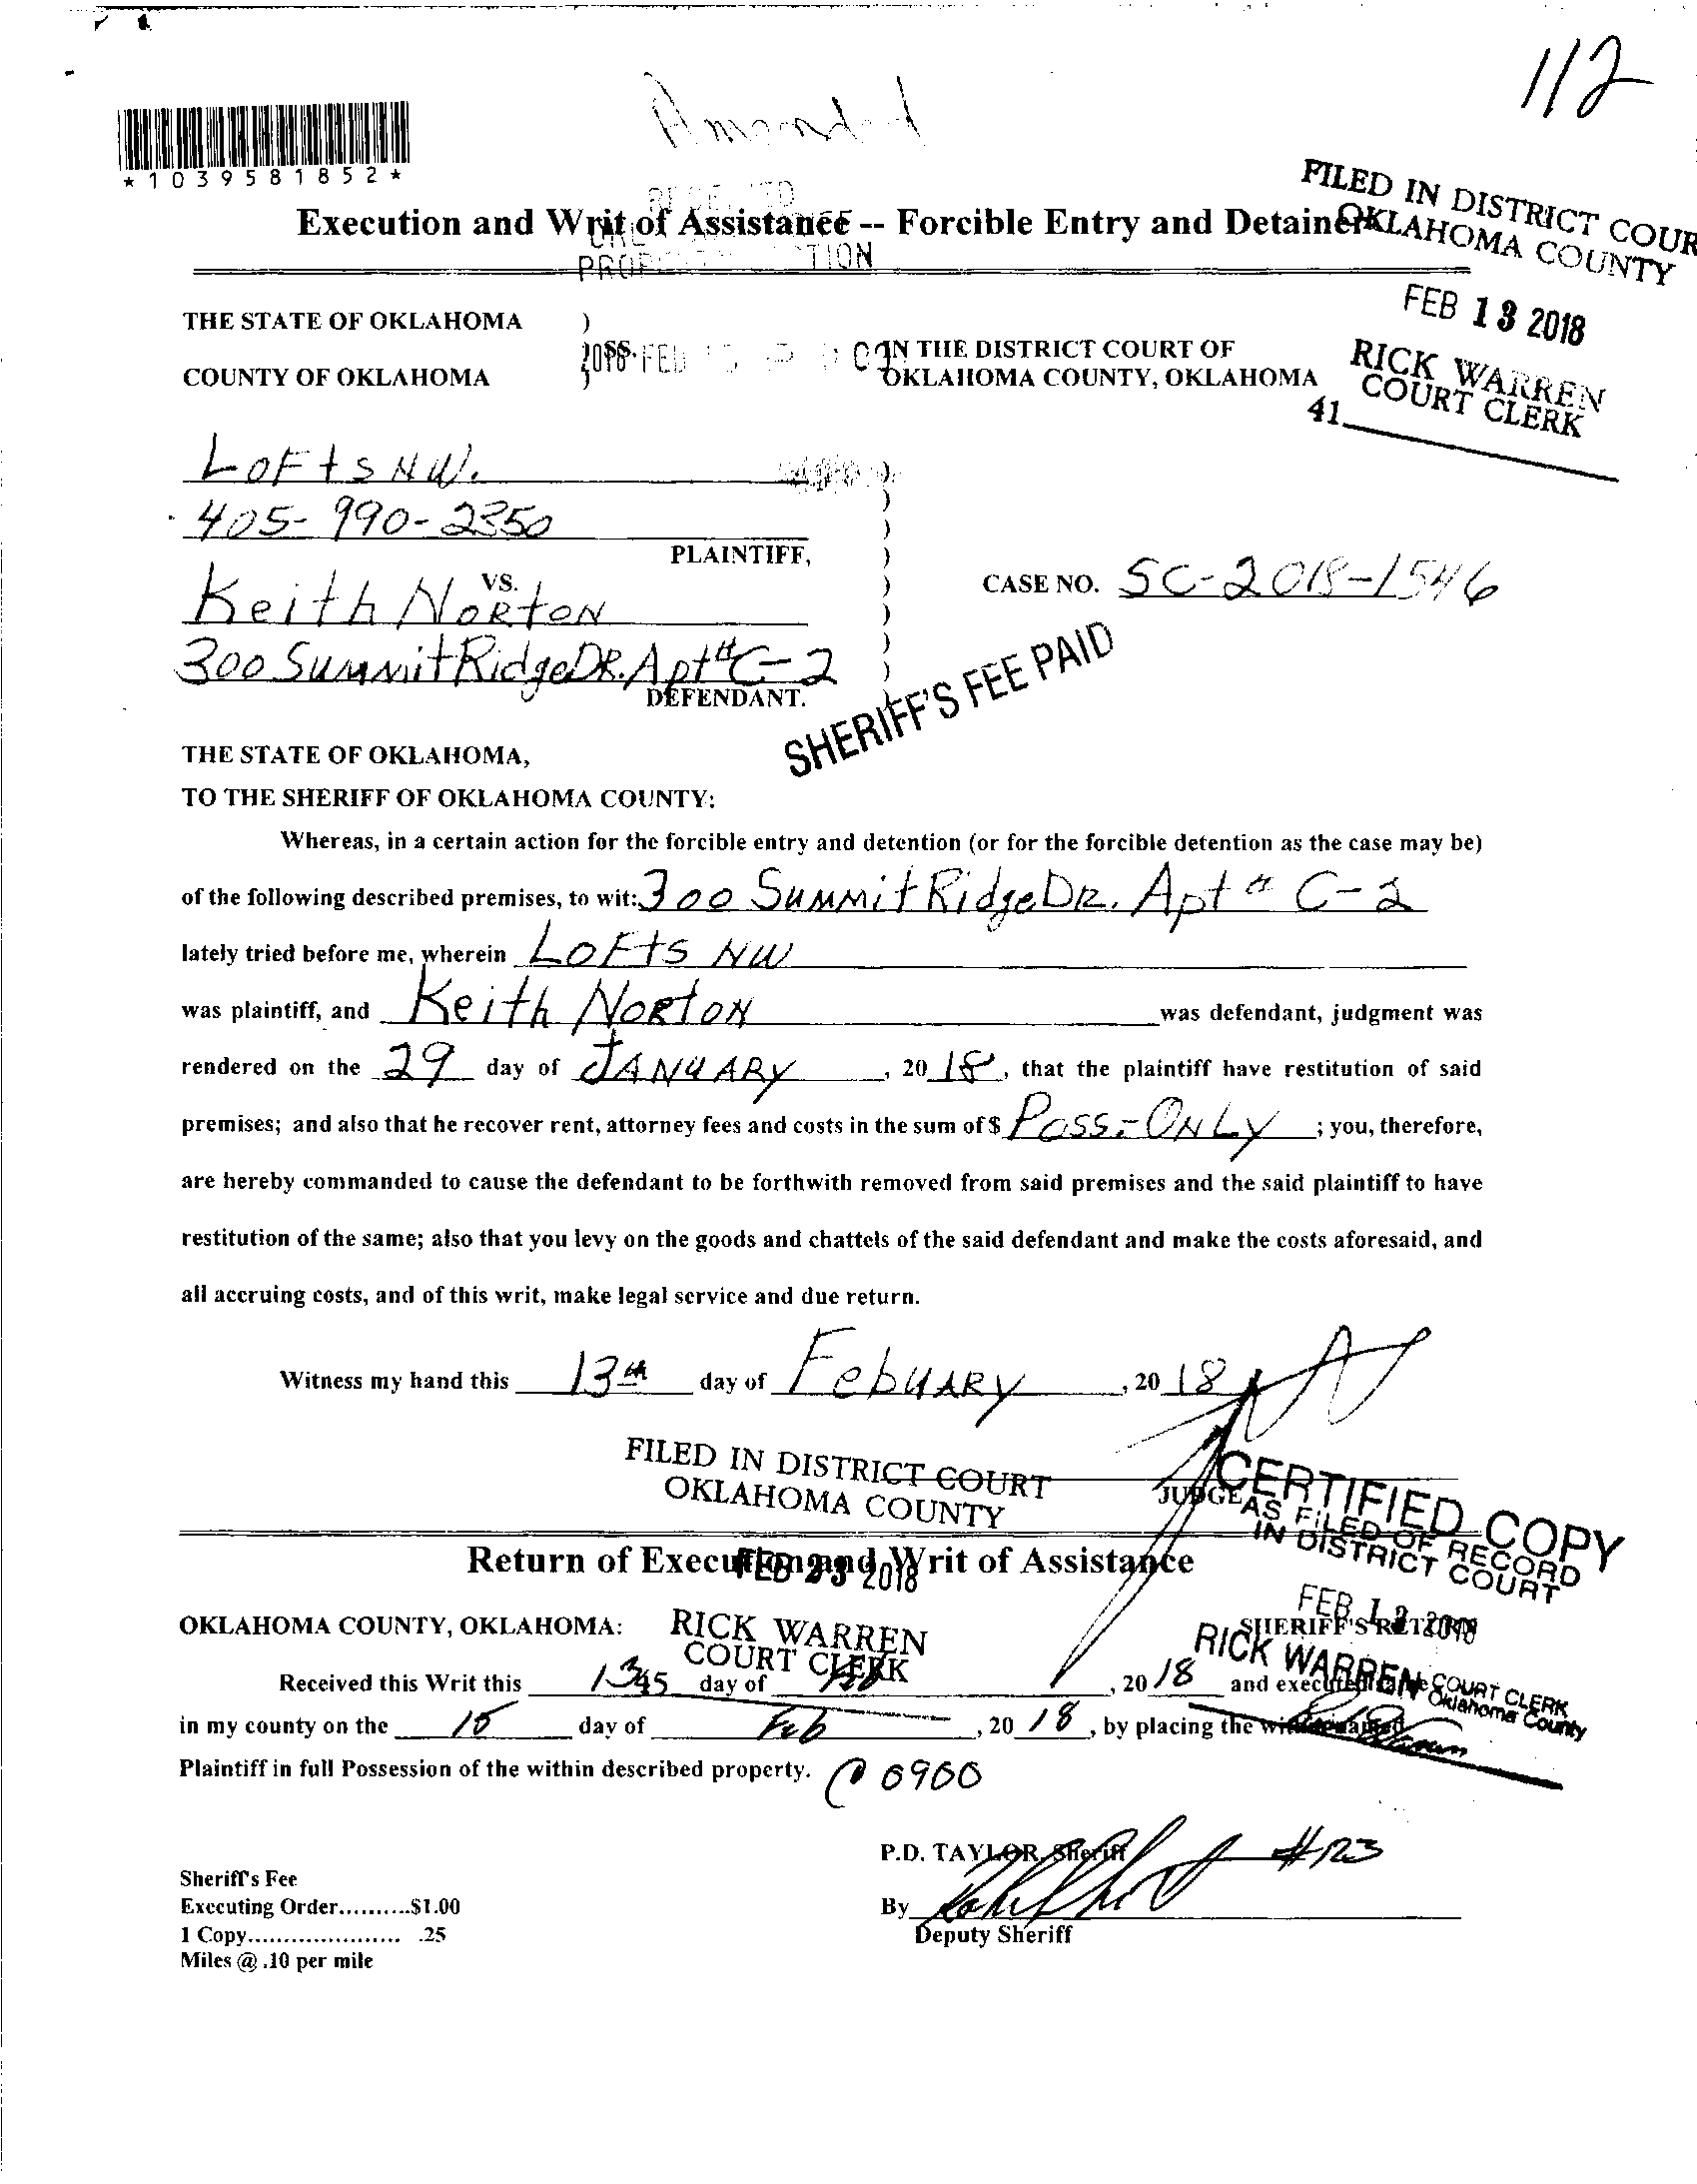 112
Amended
*1039581852*
FILED IN DISTRICT COUR
OKLAHOMA COUNTY
Execution and Writ of Assistance -- Forcible Entry and Detainer
FEB 13 2018
THE STATE OF OKLAHOMA )
SS. IN THE DISTRICT COURT OF
COUNTY OF OKLAHOMA ) OKLAHOMA COUNTY, OKLAHOMA
RICK WARREN
COURT CLERK
41
LOFTS NW.
405-990-2350
PLAINTIFF,
VS.
Keith NORTON
CASE NO. SC-2018-1546
300 Summit Ridge DR. Apt # C-2
DEFENDANT.
SHERIFF'S FEE PAID
THE STATE OF OKLAHOMA,
TO THE SHERIFF OF OKLAHOMA COUNTY:
Whereas, in a certain action for the forcible entry and detention (or for the forcible detention as the case may be)
of the following described premises, to wit: 300 Summit Ridge DR. Apt # C-2
lately tried before me, wherein LOFTS NW
was plaintiff, and Keith NORTON was defendant, judgment was
rendered on the 29 day of JANUARY, 2018, that the plaintiff have restitution of said
premises; and also that he recover rent, attorney fees and costs in the sum of $ Poss.-ONLY ; you, therefore,
are hereby commanded to cause the defendant to be forthwith removed from said premises and the said plaintiff to have
restitution of the same; also that you levy on the goods and chattels of the said defendant and make the costs aforesaid, and
all accruing costs, and of this writ, make legal service and due return.
Witness my hand this 13th day of FebuARY, 2018
JUDGE
FILED IN DISTRICT COURT
OKLAHOMA COUNTY
FEB 23 2018
RICK WARREN
COURT CLERK
CERTIFIED COPY
AS FILED OF RECORD
IN DISTRICT COURT
FEB 13 2018
RICK WARREN COURT CLERK
Oklahoma County
Return of Execution and Writ of Assistance
OKLAHOMA COUNTY, OKLAHOMA: SHERIFF'S RETURN
Received this Writ this day of Feb, 2018 and executed the same
in my county on the 15 day of Feb, 2018, by placing the within named
Plaintiff in full Possession of the within described property. @ 0900
P.D. TAYLOR, Sheriff #123
By
Deputy Sheriff
Sheriff's Fee
Executing Order..........$1.00
1 Copy...................... .25
Miles @ .10 per mile